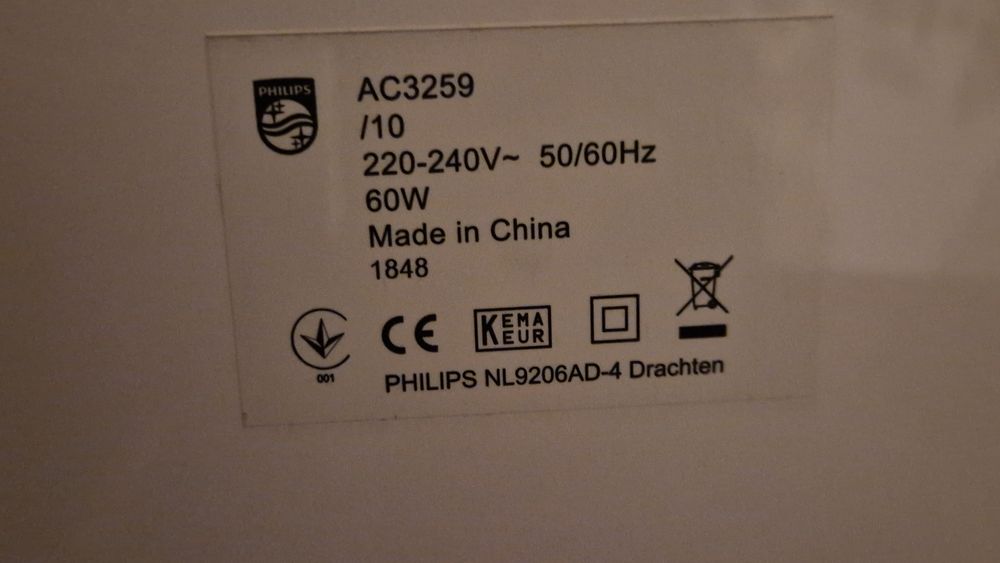 PHILIPS
AC3259
/10
220-240V~ 50/60Hz
60W
Made in China
1848
001
CE
KEMA
EUR
PHILIPS NL9206AD-4 Drachten